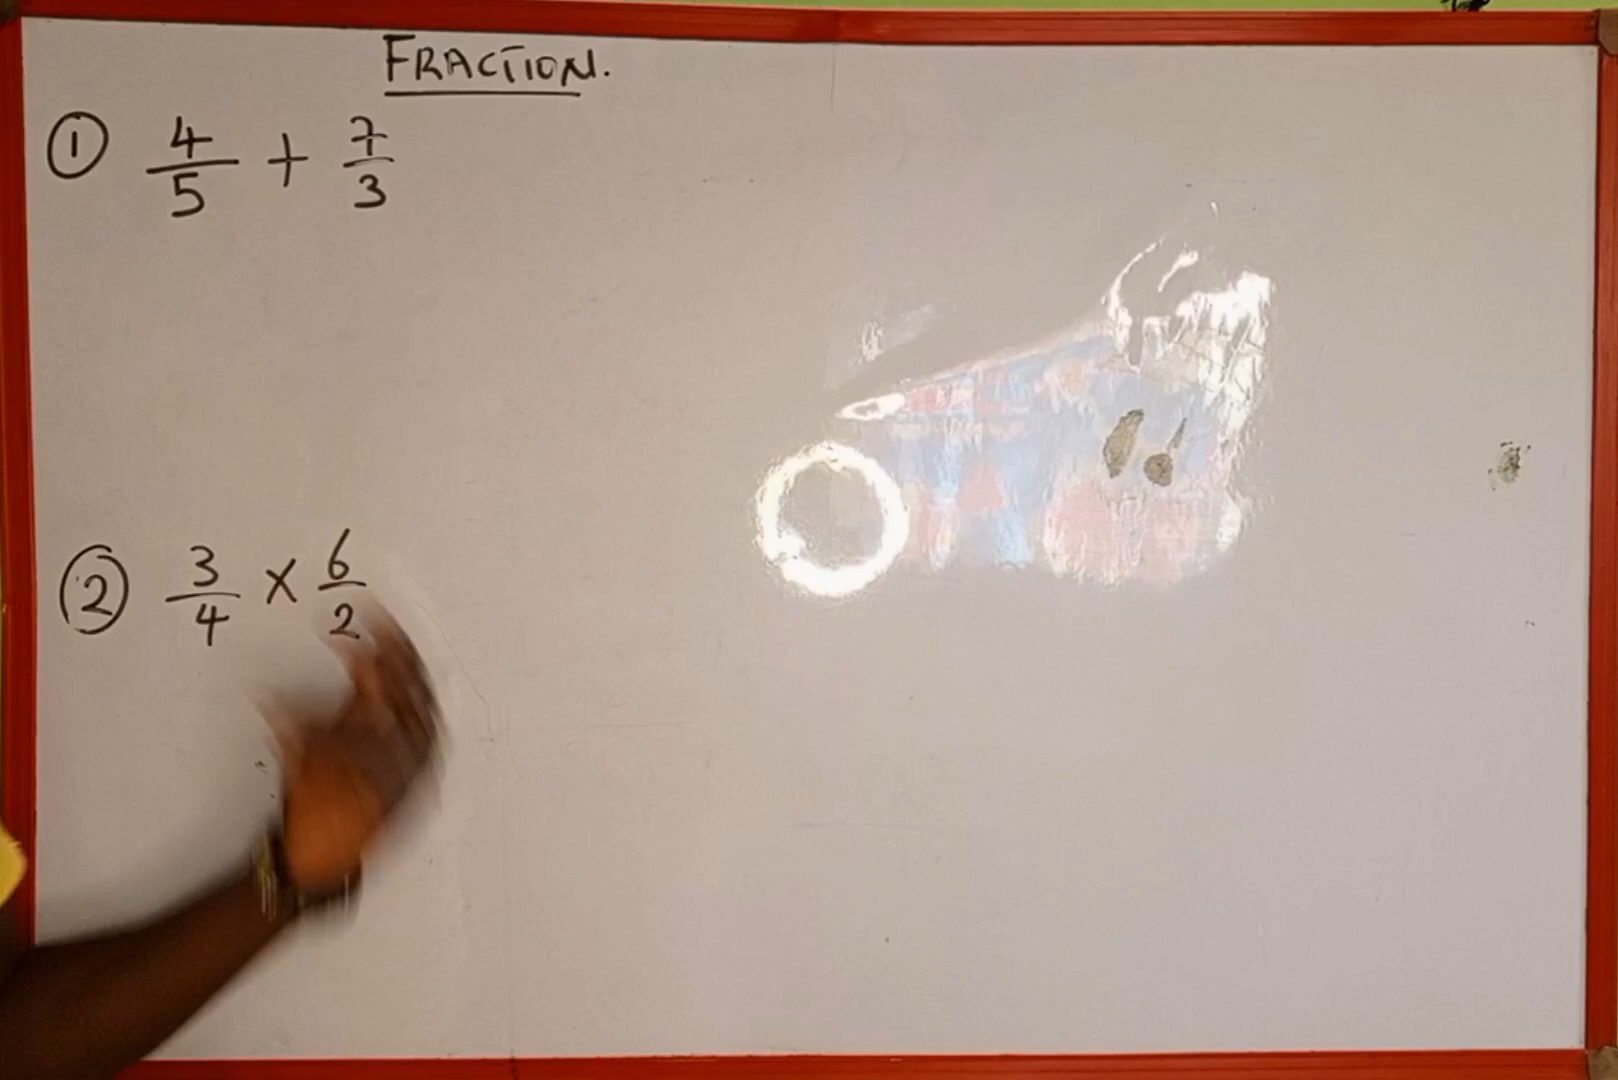 FRACTION.
① 4/5 + 7/3
② 3/4 × 6/2